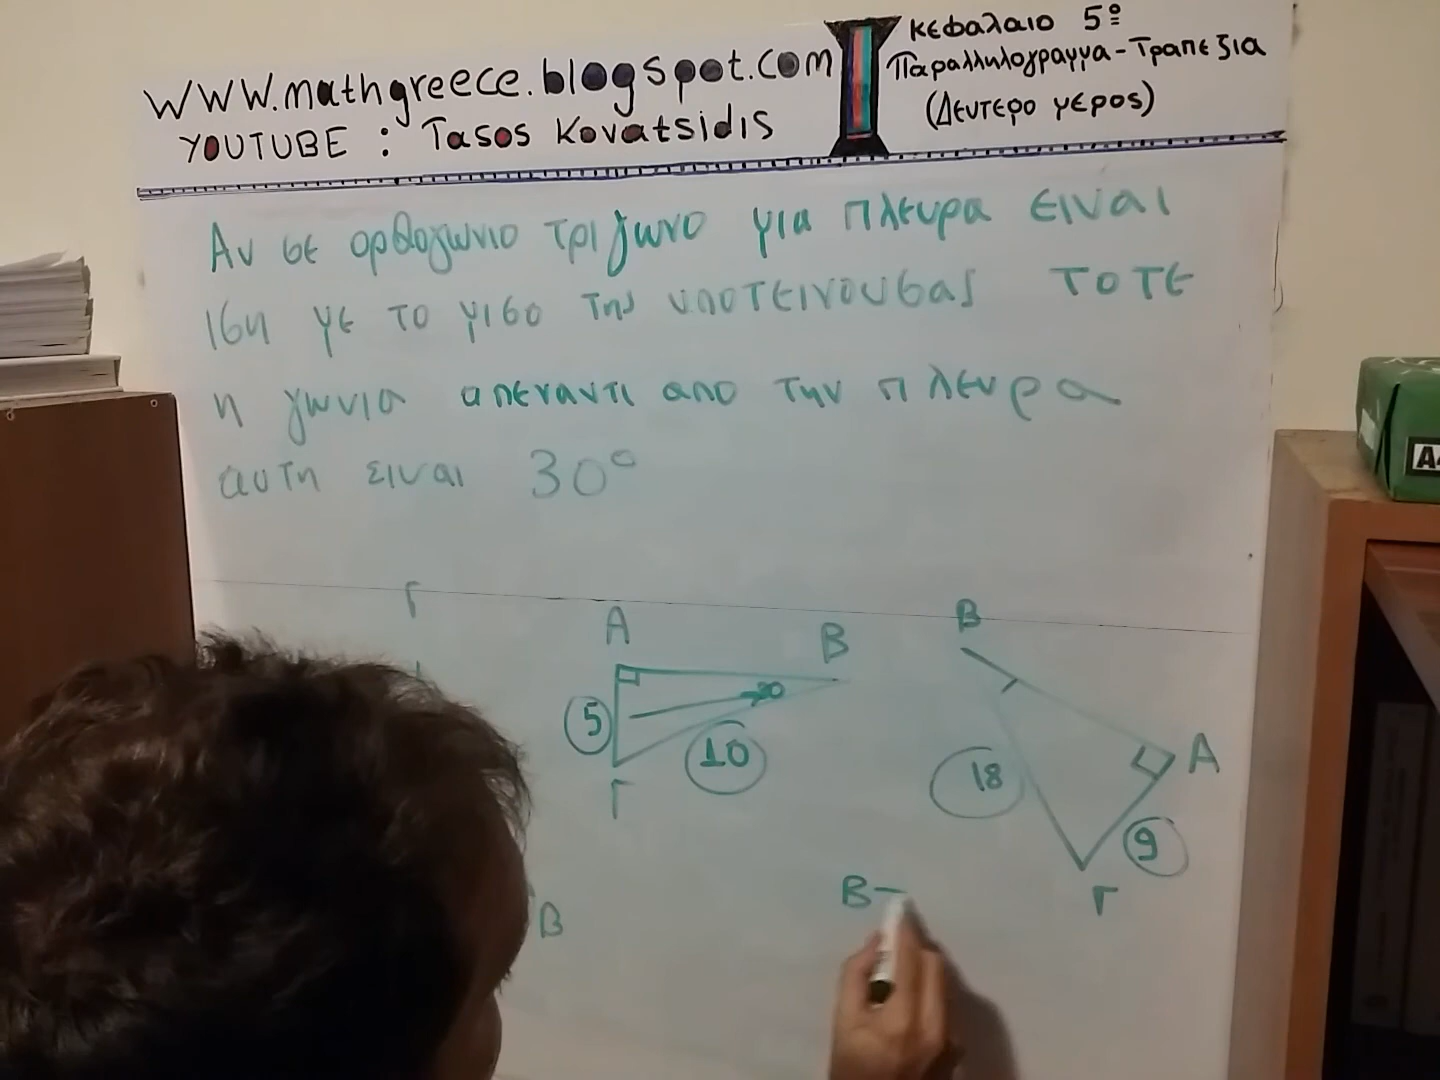 WWW.mathgreece.blogspot.com
YOUTUBE : Tasos Kovatsidis
κεφαλαιο 5º
Παραλληλογραμμα-Τραπεζια
(Δευτερο μερος)
Αν σε ορθογωνιο τριγωνο μια πλευρα ειναι
ιση με το μισο της υποτεινουσας τοτε
η γωνια απεναντι απο την πλευρα
αυτη ειναι 30°
Γ
A
B
5
30
10
Γ
B
18
A
9
Γ
B
B-
A4